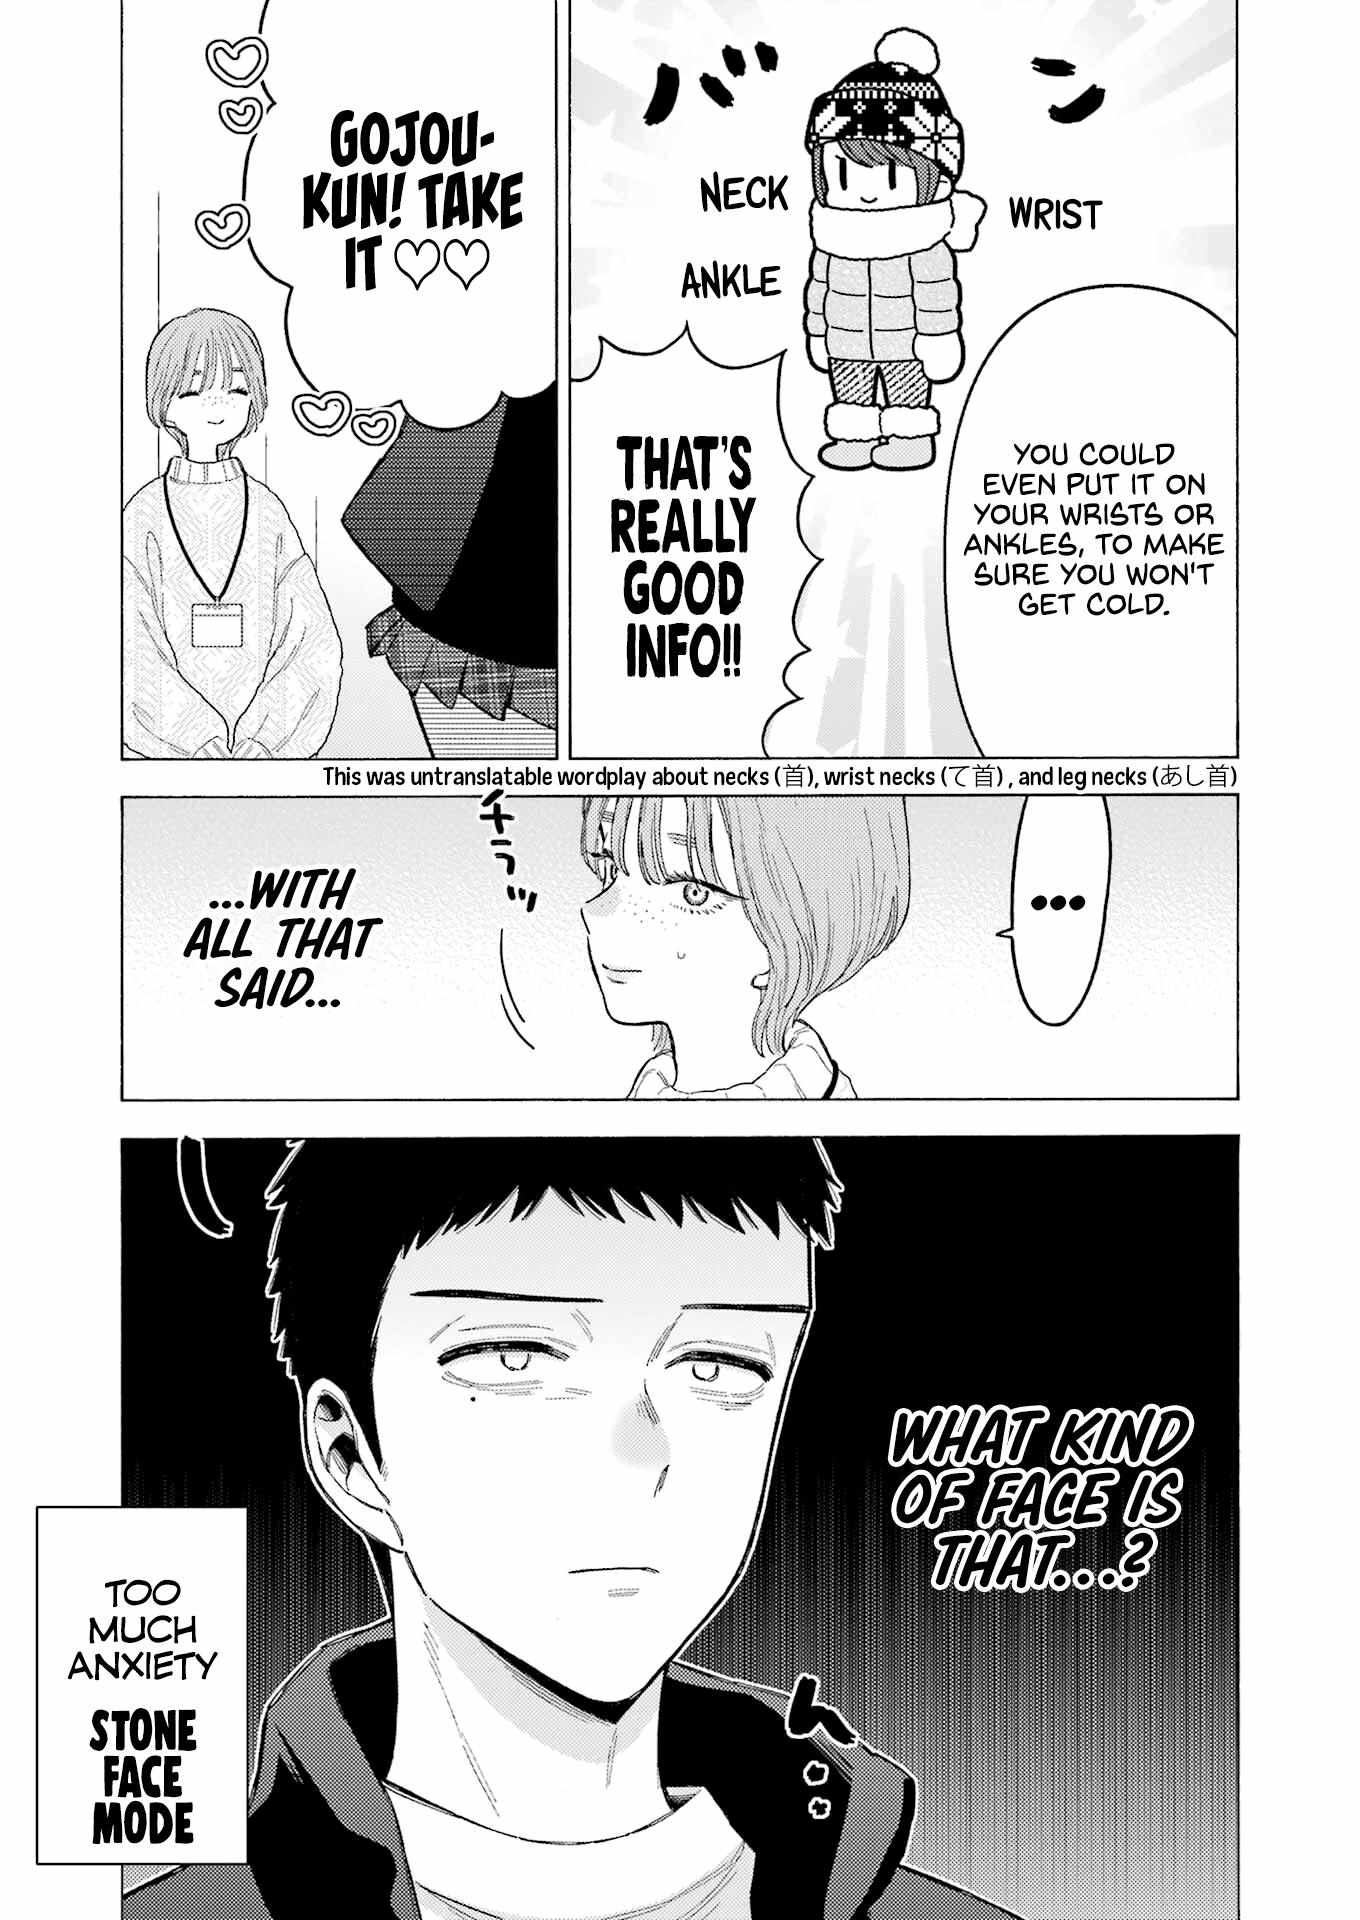 バーン
NECK
WRIST
ANKLE
YOU COULD
EVEN PUT IT ON
YOUR WRISTS OR
ANKLES, TO MAKE
SURE YOU WON'T
GET COLD.
THAT'S
REALLY
GOOD
INFO!!
GOJOU-
KUN! TAKE
IT ♡♡
This was untranslatable wordplay about necks (首), wrist necks (て首) , and leg necks (あし首)
...
チラッ
...WITH
ALL THAT
SAID...
WHAT KIND
OF FACE IS
THAT...?
TOO
MUCH
ANXIETY
STONE
FACE
MODE